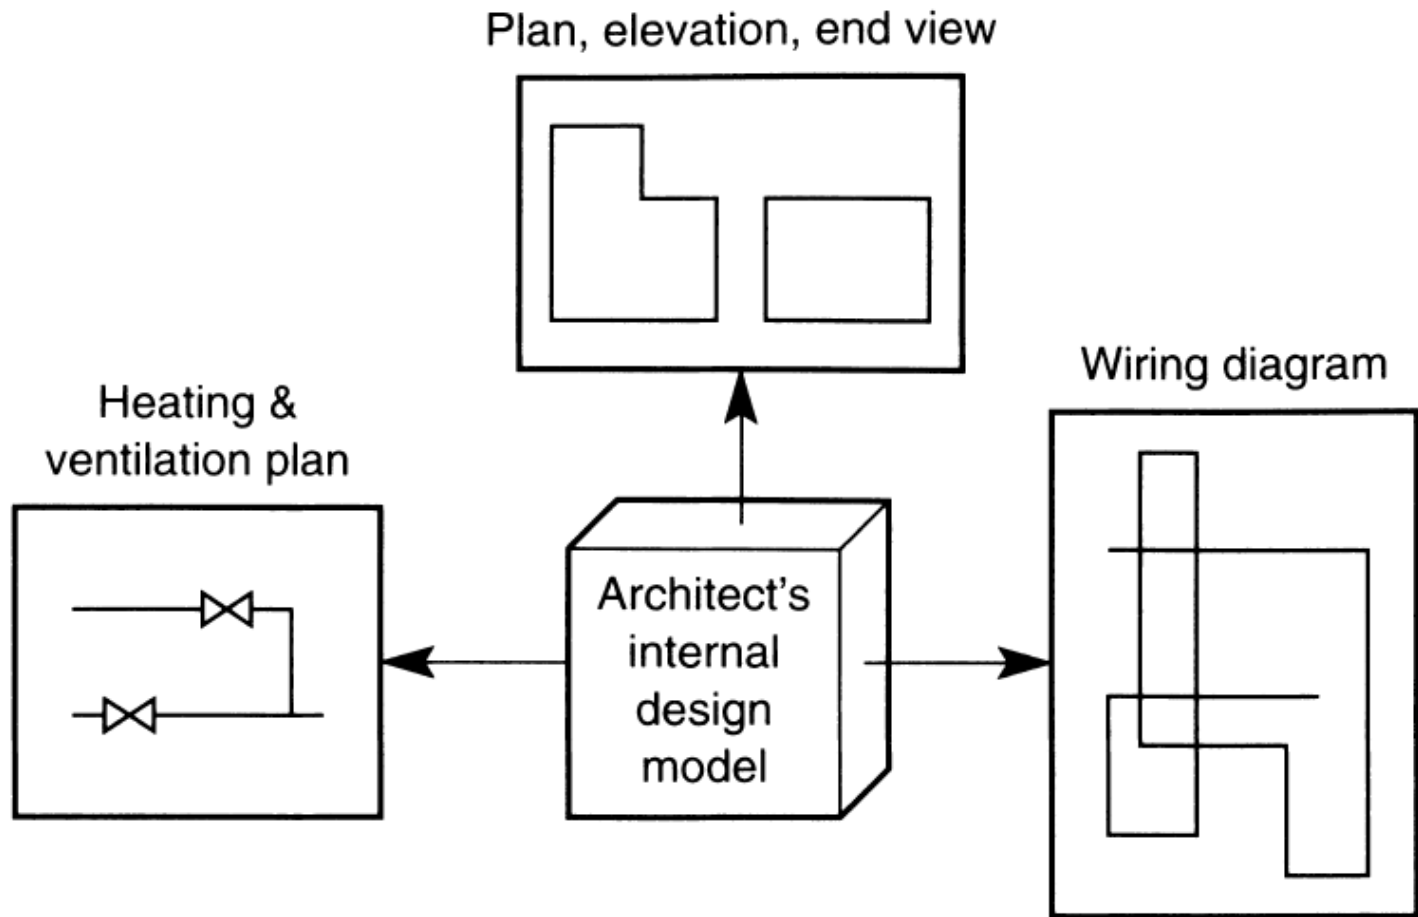 Plan, elevation, end view
Wiring diagram
Heating &
ventilation plan
Architect's
internal
design
model